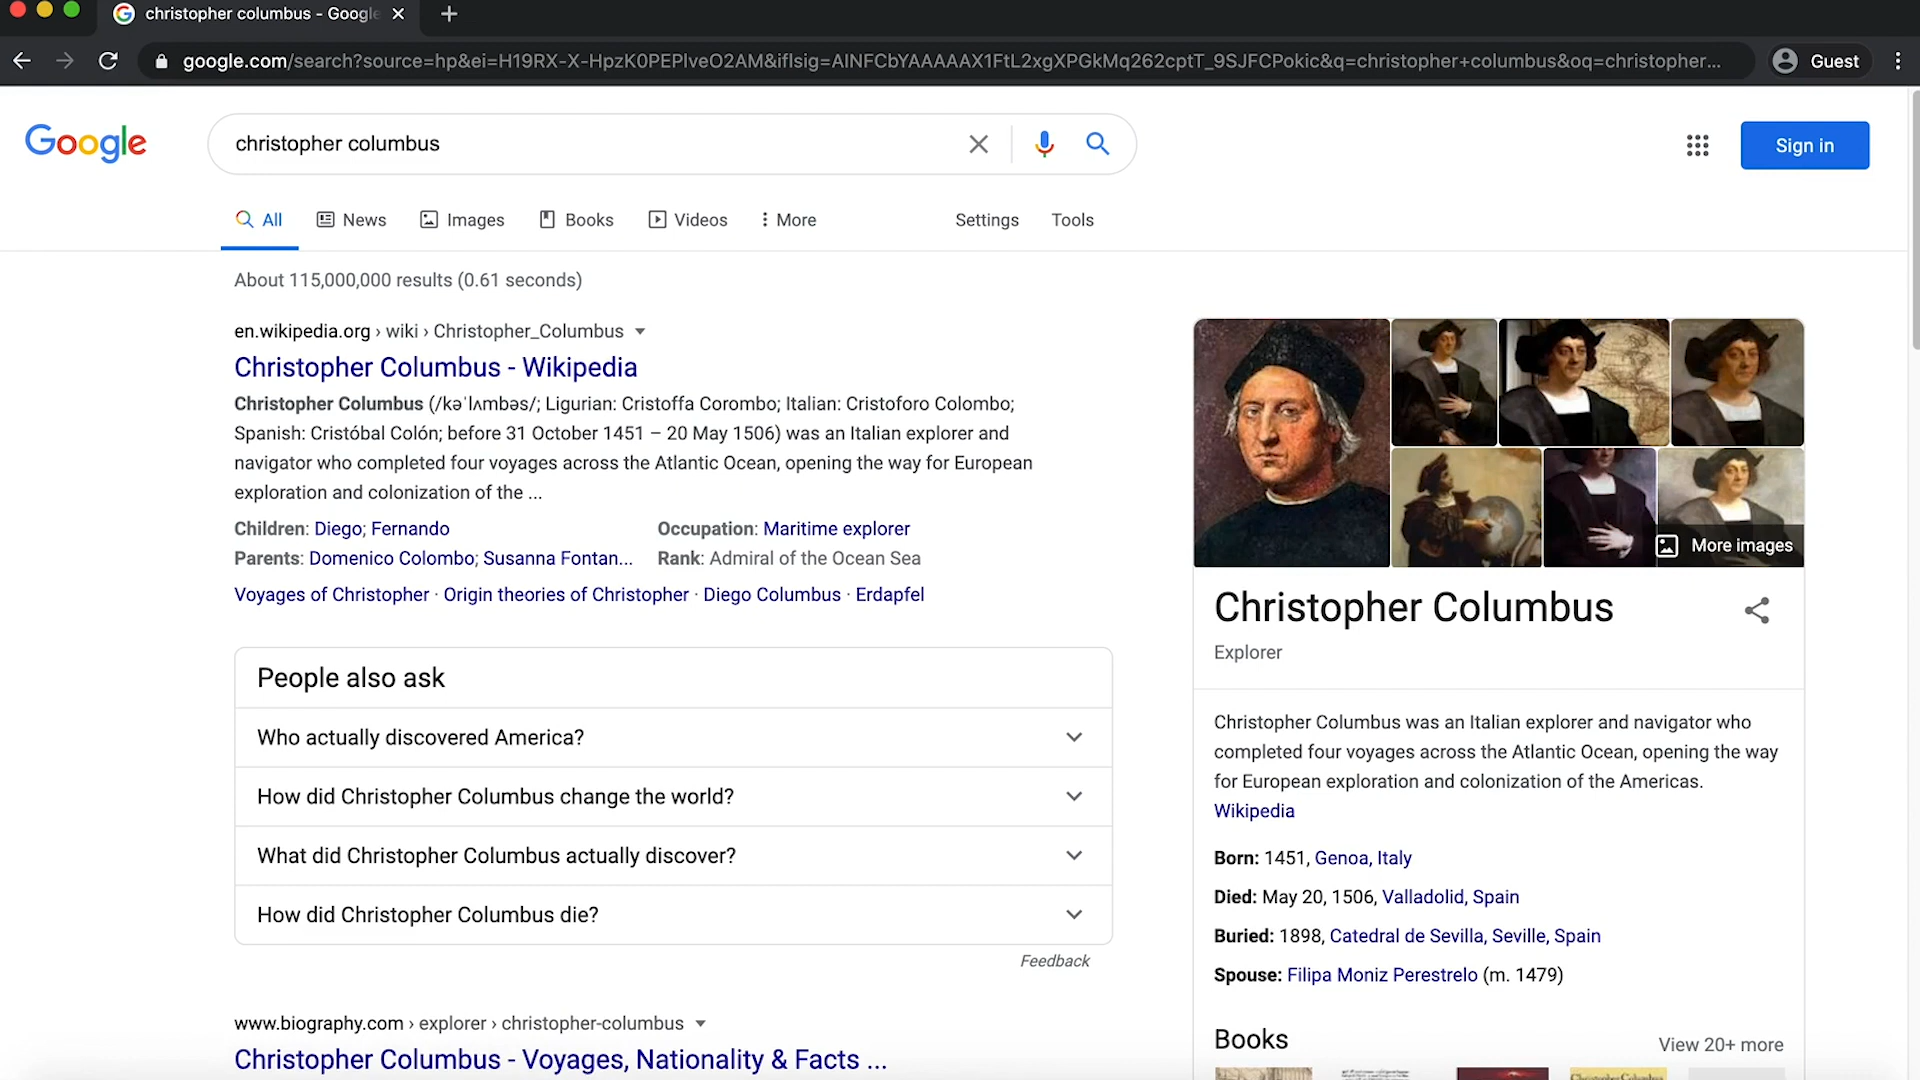 christopher columbus - Google
google.com/search?source=hp&ei=H19RX-X-HpzK0PEPlveO2AM&iflsig=AINFCbYAAAAAX1FtL2xgXPGkMq262cptT_9SJFCPokic&q=christopher+columbus&oq=christopher...
Guest
Google
christopher columbus
Sign in
All
News
Images
Books
Videos
More
Settings
Tools
About 115,000,000 results (0.61 seconds)
en.wikipedia.org › wiki › Christopher_Columbus
Christopher Columbus - Wikipedia
Christopher Columbus (/kəˈlʌmbəs/; Ligurian: Cristoffa Corombo; Italian: Cristoforo Colombo;
Spanish: Cristóbal Colón; before 31 October 1451 – 20 May 1506) was an Italian explorer and
navigator who completed four voyages across the Atlantic Ocean, opening the way for European
exploration and colonization of the ...
Children: Diego; Fernando
Occupation: Maritime explorer
Parents: Domenico Colombo; Susanna Fontan...
Rank: Admiral of the Ocean Sea
Voyages of Christopher · Origin theories of Christopher · Diego Columbus · Erdapfel
People also ask
Who actually discovered America?
How did Christopher Columbus change the world?
What did Christopher Columbus actually discover?
How did Christopher Columbus die?
Feedback
www.biography.com › explorer › christopher-columbus
Christopher Columbus - Voyages, Nationality & Facts ...
More images
Christopher Columbus
Explorer
Christopher Columbus was an Italian explorer and navigator who
completed four voyages across the Atlantic Ocean, opening the way
for European exploration and colonization of the Americas.
Wikipedia
Born: 1451, Genoa, Italy
Died: May 20, 1506, Valladolid, Spain
Buried: 1898, Catedral de Sevilla, Seville, Spain
Spouse: Filipa Moniz Perestrelo (m. 1479)
Books
View 20+ more